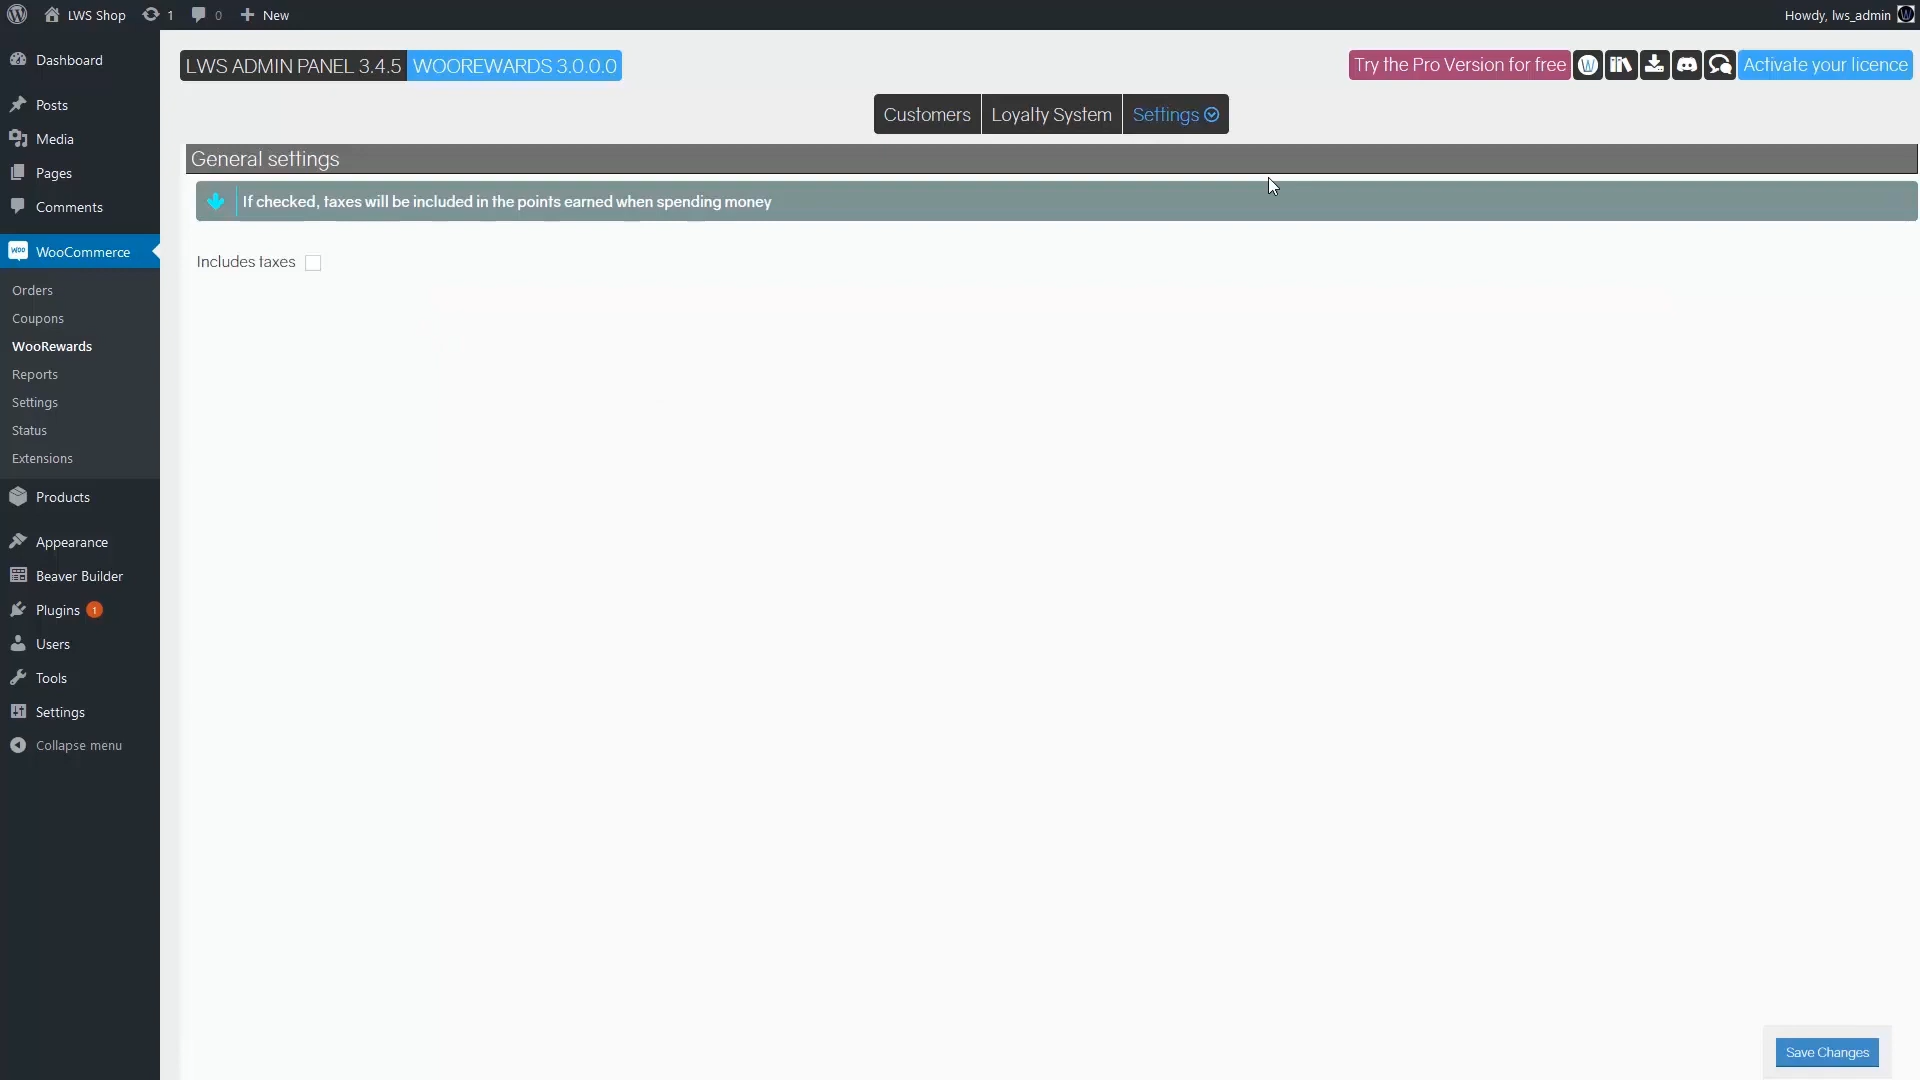 LWS Shop
1
0
New
Howdy, lws_admin
Dashboard
Posts
Media
Pages
Comments
WooCommerce
Orders
Coupons
WooRewards
Reports
Settings
Status
Extensions
Products
Appearance
Beaver Builder
Plugins 1
Users
Tools
Settings
Collapse menu
LWS ADMIN PANEL 3.4.5 WOOREWARDS 3.0.0.0
Try the Pro Version for free
Activate your licence
Customers
Loyalty System
Settings
General settings
If checked, taxes will be included in the points earned when spending money
Includes taxes
Save Changes